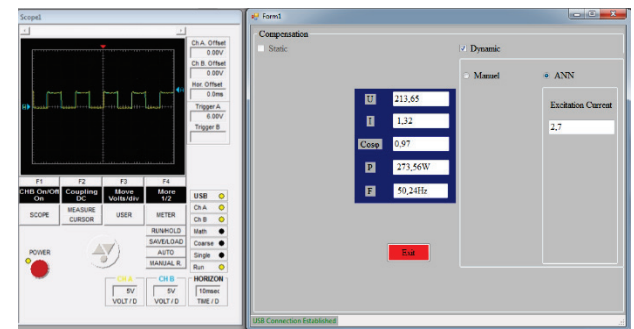 Scope1
Ch A. Offset
0.00V
Ch B. Offset
0.00V
Hor. Offset
0.0ms
Trigger A
6.00V
Trigger B
F1
F2
F3
F4
CHB On/Off
On
Coupling
DC
Move
Volts/div
More
1/2
SCOPE
MEASURE
CURSOR
USER
METER
RUN/HOLD
SAVE/LOAD
AUTO
MANUAL R.
USB
Ch A
Ch B
Math
Coarse
Single
Run
POWER
CH A
5V
VOLT / D
CH B
5V
VOLT / D
HORIZON
10msec
TIME / D
Form1
Compensation
Static
Dynamic
Manuel
ANN
U 213,65
I 1,32
Cosφ 0,97
P 273,56W
F 50,24Hz
Excitation Current
2,7
Exit
USB Connection Established